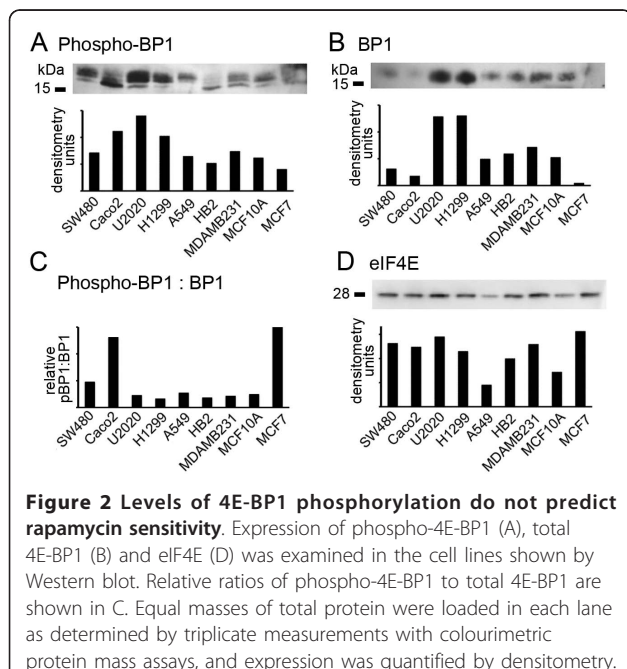 A Phospho-BP1
kDa
15
densitometry
units
SW480
Caco2
U2020
H1299
A549
HB2
MDAMB231
MCF10A
MCF7
B BP1
kDa
15
densitometry
units
SW480
Caco2
U2020
H1299
A549
HB2
MDAMB231
MCF10A
MCF7
C
Phospho-BP1 : BP1
relative
pBP1:BP1
SW480
Caco2
U2020
H1299
A549
HB2
MDAMB231
MCF10A
MCF7
D eIF4E
28
densitometry
units
SW480
Caco2
U2020
H1299
A549
HB2
MDAMB231
MCF10A
MCF7
Figure 2 Levels of 4E-BP1 phosphorylation do not predict
rapamycin sensitivity. Expression of phospho-4E-BP1 (A), total
4E-BP1 (B) and eIF4E (D) was examined in the cell lines shown by
Western blot. Relative ratios of phospho-4E-BP1 to total 4E-BP1 are
shown in C. Equal masses of total protein were loaded in each lane
as determined by triplicate measurements with colourimetric
protein mass assays, and expression was quantified by densitometry.